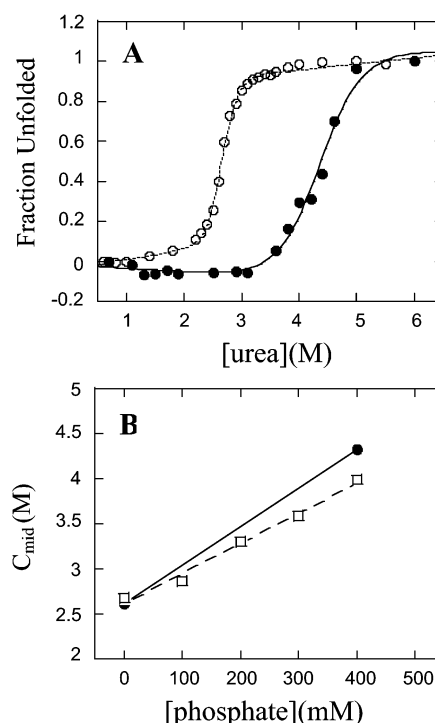 A
1.2
1
0.8
0.6
0.4
0.2
0
-0.2
Fraction Unfolded
1 2 3 4 5 6
[urea](M)
B
5
4.5
4
3.5
3
2.5
2
C mid (M)
0 100 200 300 400 500
[phosphate](mM)